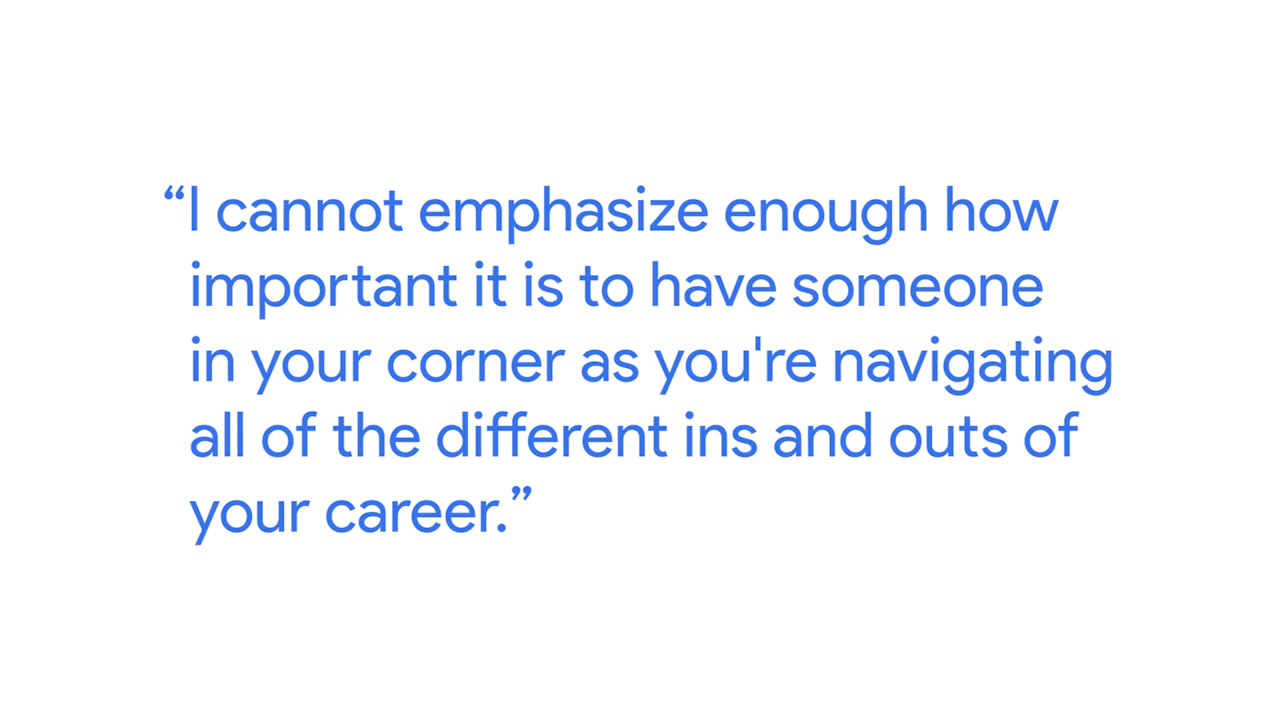 “I cannot emphasize enough how
important it is to have someone
in your corner as you're navigating
all of the different ins and outs of
your career.”